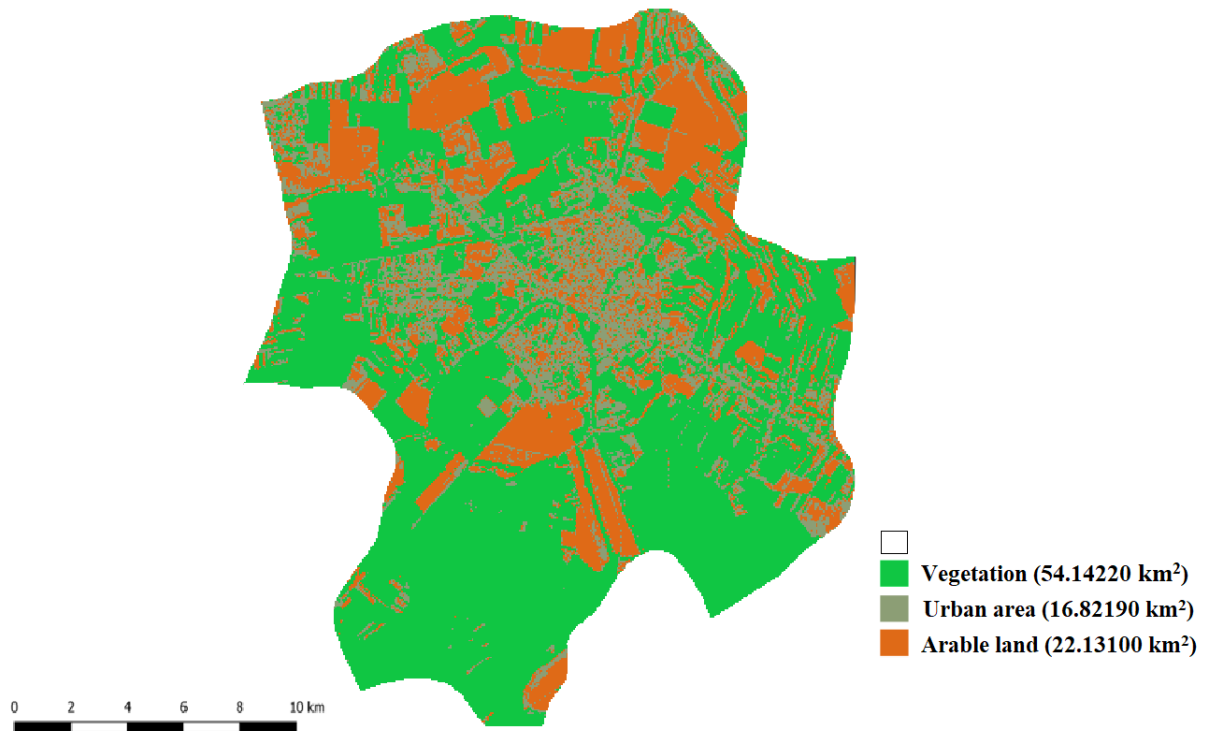 Vegetation (54.14220 km²)
Urban area (16.82190 km²)
Arable land (22.13100 km²)
0 2 4 6 8 10 km